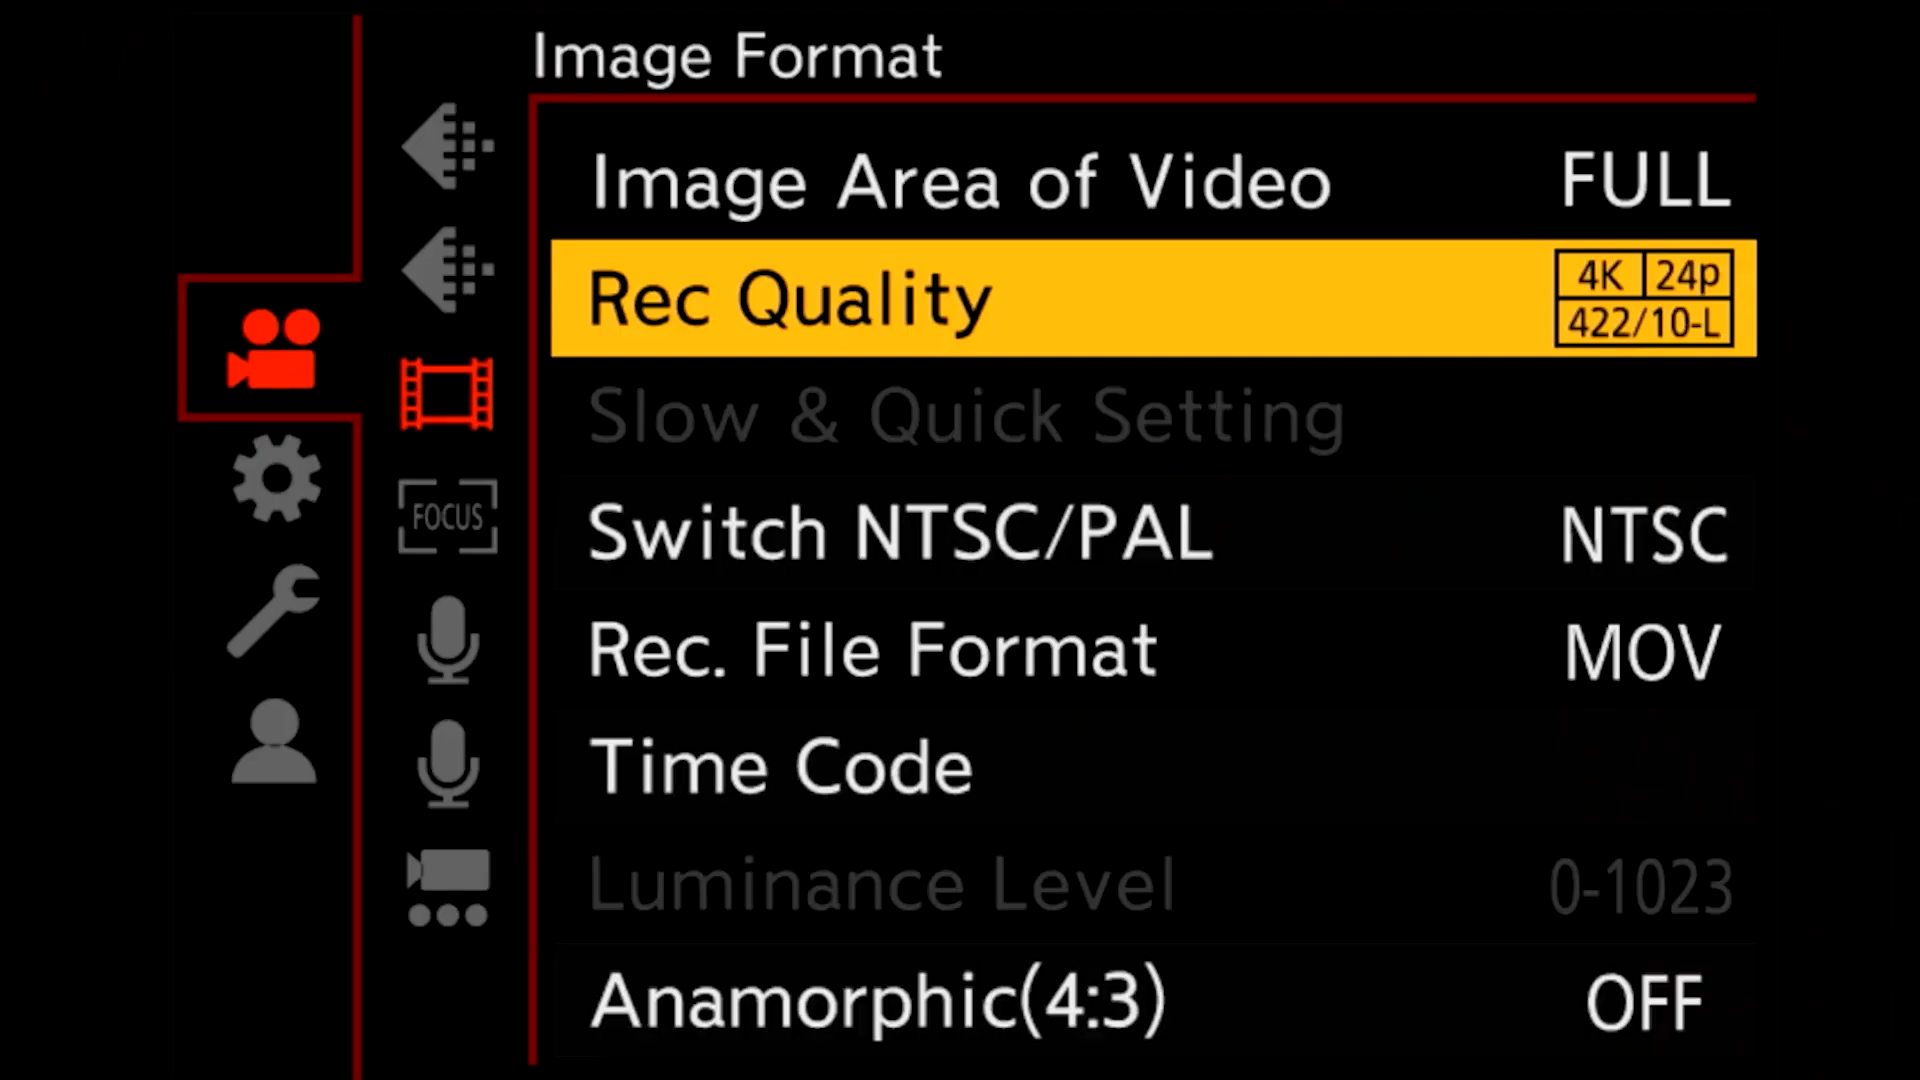 Image Format
Image Area of Video FULL
Rec Quality 4K 24p 422/10-L
Slow & Quick Setting
FOCUS
Switch NTSC/PAL NTSC
Rec. File Format MOV
Time Code
Luminance Level 0-1023
Anamorphic(4:3) OFF